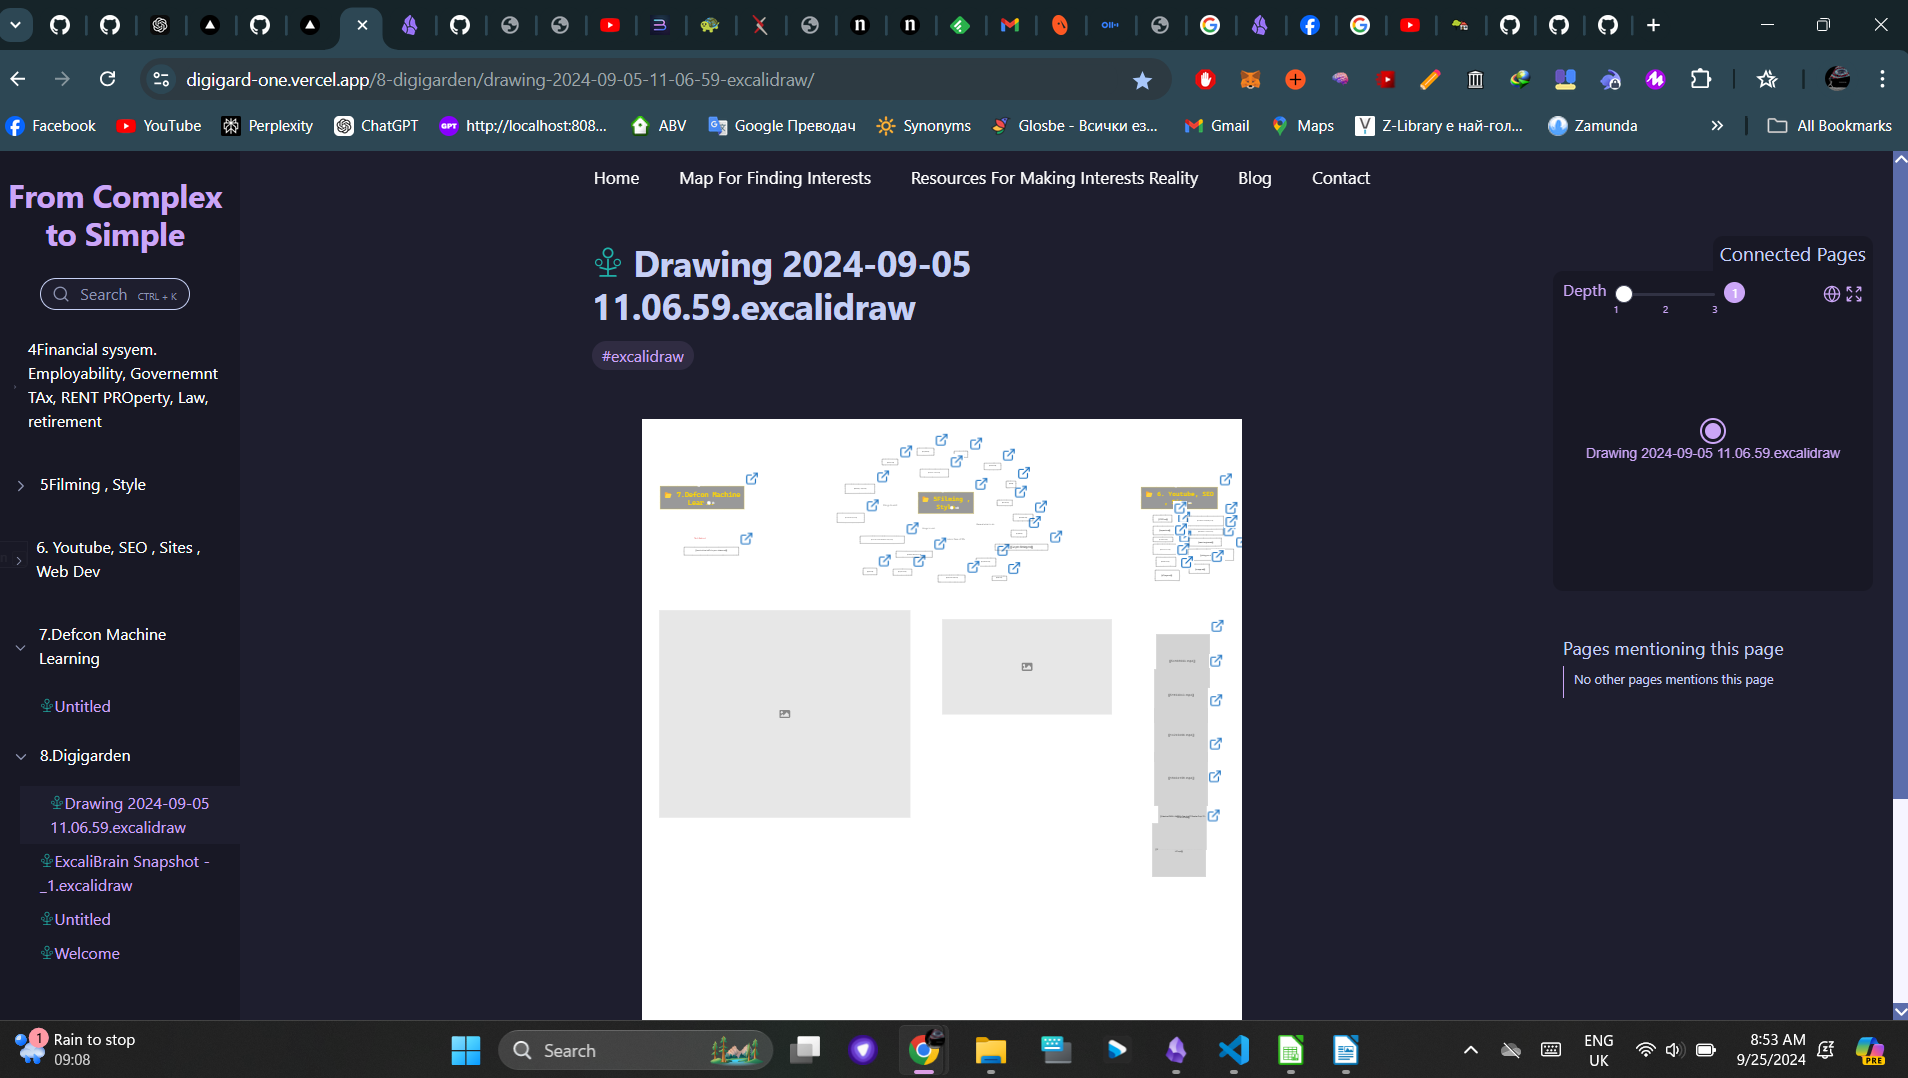 digigard-one.vercel.app/8-digigarden/drawing-2024-09-05-11-06-59-excalidraw/
Facebook
YouTube
Perplexity
ChatGPT
http://localhost:808...
ABV
Google Преводач
Synonyms
Glosbe - Всички ез...
Gmail
Maps
Z-Library е най-гол...
Zamunda
All Bookmarks
From Complex
to Simple
Search CTRL + K
4Financial sysyem.
Employability, Governemnt
TAx, RENT PROperty, Law,
retirement
5Filming , Style
6. Youtube, SEO , Sites ,
Web Dev
7.Defcon Machine
Learning
Untitled
8.Digigarden
Drawing 2024-09-05
11.06.59.excalidraw
ExcaliBrain Snapshot -
_1.excalidraw
Untitled
Welcome
Home
Map For Finding Interests
Resources For Making Interests Reality
Blog
Contact
Drawing 2024-09-05
11.06.59.excalidraw
#excalidraw
7.Defcon Machine
Lear
5Filming ,
Style
6. Youtube, SEO
Connected Pages
Depth
1
1
2
3
Drawing 2024-09-05 11.06.59.excalidraw
Pages mentioning this page
No other pages mentions this page
1
Rain to stop
09:08
Search
ENG
UK
8:53 AM
9/25/2024
PRE